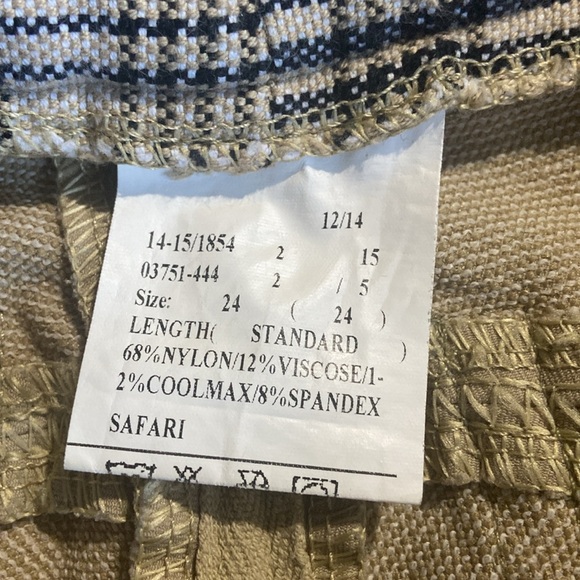 12/14
14-15/1854 2 15
03751-444 2 / 5
Size: 24 ( 24 )
LENGTH( STANDARD )
68%NYLON/12%VISCOSE/1-
2%COOLMAX/8%SPANDEX
SAFARI